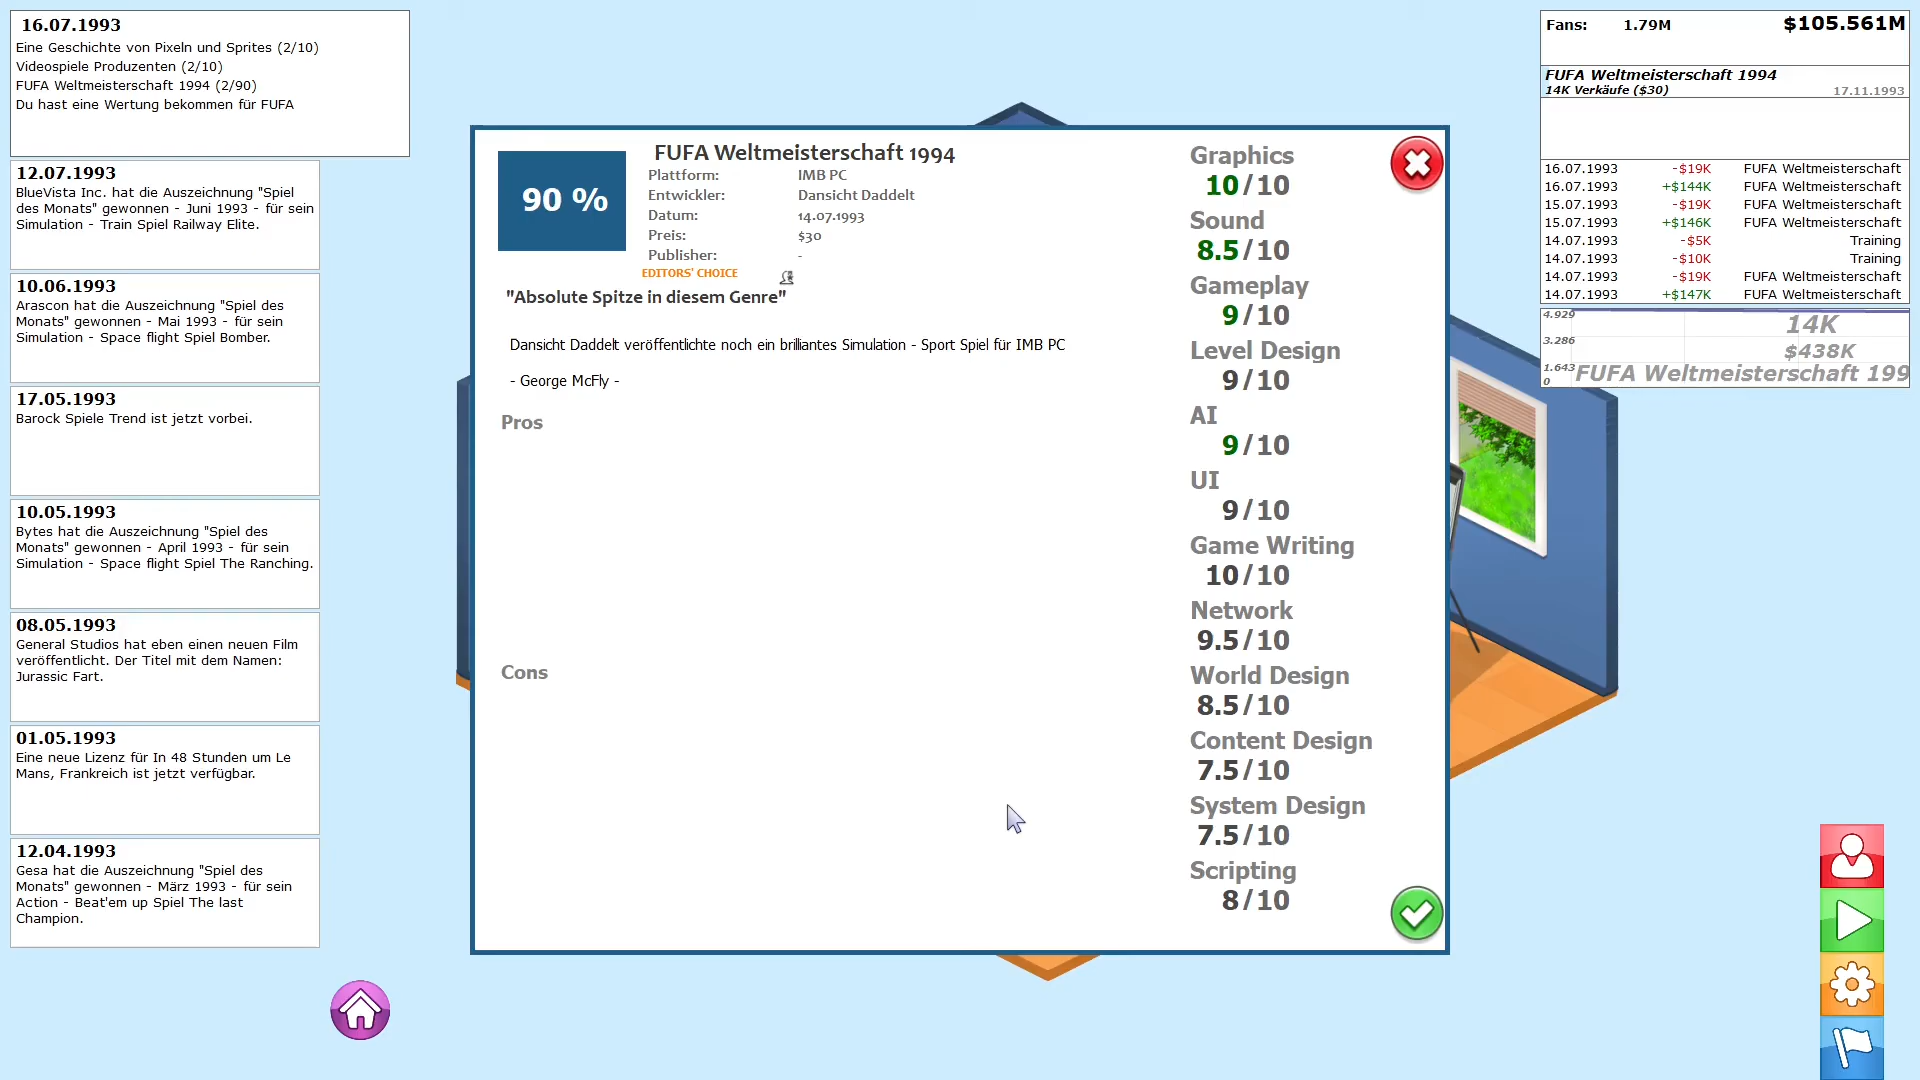 16.07.1993
Eine Geschichte von Pixeln und Sprites (2/10)
Videospiele Produzenten (2/10)
FUFA Weltmeisterschaft 1994 (2/90)
Du hast eine Wertung bekommen für FUFA
12.07.1993
BlueVista Inc. hat die Auszeichnung "Spiel
des Monats" gewonnen - Juni 1993 - für sein
Simulation - Train Spiel Railway Elite.
10.06.1993
Arascon hat die Auszeichnung "Spiel des
Monats" gewonnen - Mai 1993 - für sein
Simulation - Space flight Spiel Bomber.
17.05.1993
Barock Spiele Trend ist jetzt vorbei.
10.05.1993
Bytes hat die Auszeichnung "Spiel des
Monats" gewonnen - April 1993 - für sein
Simulation - Space flight Spiel The Ranching.
08.05.1993
General Studios hat eben einen neuen Film
veröffentlicht. Der Titel mit dem Namen:
Jurassic Fart.
01.05.1993
Eine neue Lizenz für In 48 Stunden um Le
Mans, Frankreich ist jetzt verfügbar.
12.04.1993
Gesa hat die Auszeichnung "Spiel des
Monats" gewonnen - März 1993 - für sein
Action - Beat'em up Spiel The last
Champion.
90 %
FUFA Weltmeisterschaft 1994
Plattform: IMB PC
Entwickler: Dansicht Daddelt
Datum: 14.07.1993
Preis: $30
Publisher: -
EDITORS' CHOICE
"Absolute Spitze in diesem Genre"
Dansicht Daddelt veröffentlichte noch ein brilliantes Simulation - Sport Spiel für IMB PC
- George McFly -
Pros
Cons
Graphics
10/10
Sound
8.5/10
Gameplay
9/10
Level Design
9/10
AI
9/10
UI
9/10
Game Writing
10/10
Network
9.5/10
World Design
8.5/10
Content Design
7.5/10
System Design
7.5/10
Scripting
8/10
Fans: 1.79M $105.561M
FUFA Weltmeisterschaft 1994
14K Verkäufe ($30) 17.11.1993
16.07.1993 -$19K FUFA Weltmeisterschaft
16.07.1993 +$144K FUFA Weltmeisterschaft
15.07.1993 -$19K FUFA Weltmeisterschaft
15.07.1993 +$146K FUFA Weltmeisterschaft
14.07.1993 -$5K Training
14.07.1993 -$10K Training
14.07.1993 -$19K FUFA Weltmeisterschaft
14.07.1993 +$147K FUFA Weltmeisterschaft
4.929
14K
3.286
$438K
1.643
FUFA Weltmeisterschaft 199
0